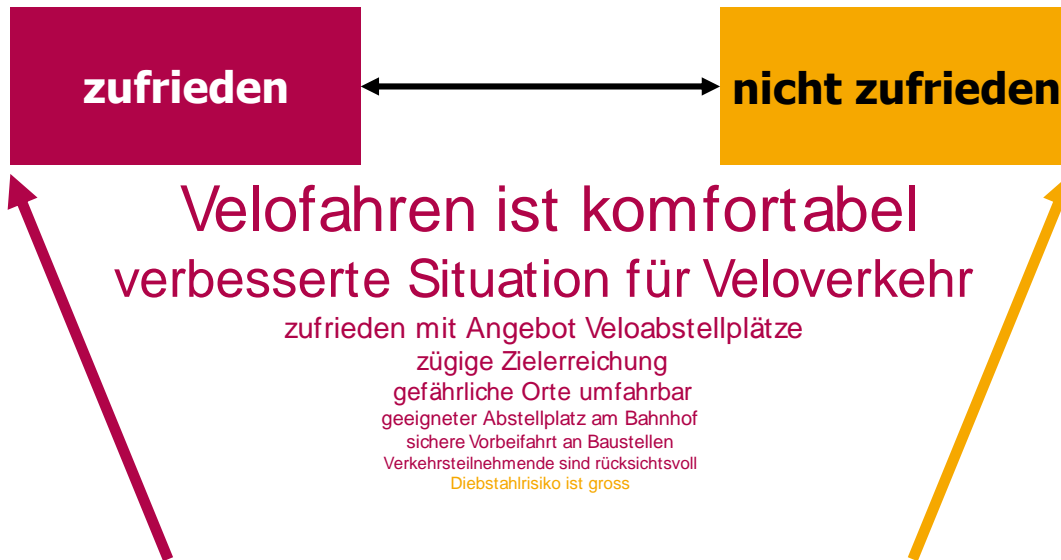 zufrieden
nicht zufrieden
Velofahren ist komfortabel
verbesserte Situation für Veloverkehr
zufrieden mit Angebot Veloabstellplätze
zügige Zielerreichung
gefährliche Orte umfahrbar
geeigneter Abstellplatz am Bahnhof
sichere Vorbeifahrt an Baustellen
Verkehrsteilnehmende sind rücksichtsvoll
Diebstahlrisiko ist gross